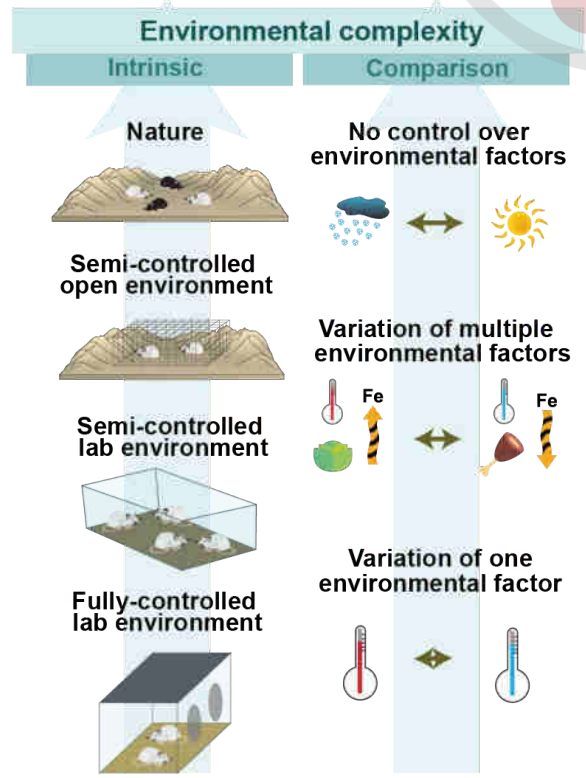 Environmental complexity
Intrinsic
Comparison
Nature
No control over
environmental factors
Semi-controlled
open environment
Variation of multiple
environmental factors
Fe
Fe
Semi-controlled
lab environment
Variation of one
environmental factor
Fully-controlled
lab environment